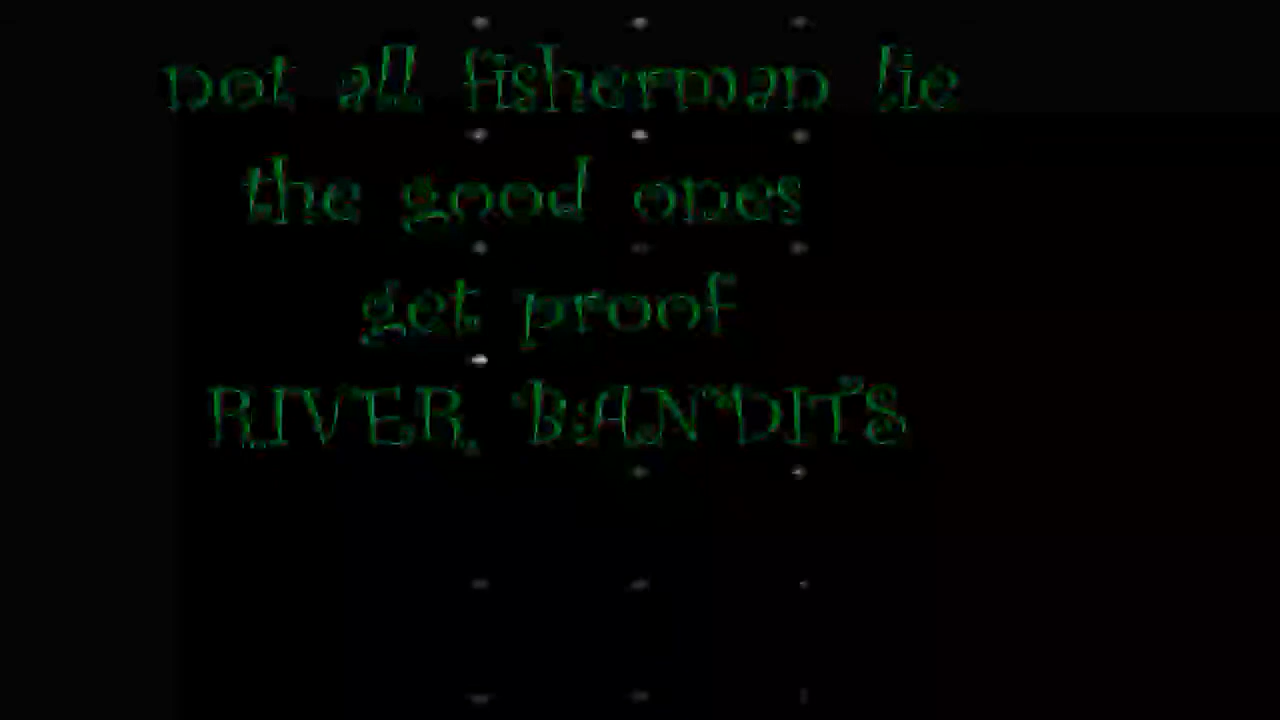 not all fisherman lie
the good ones
get proof
RIVER BANDITS